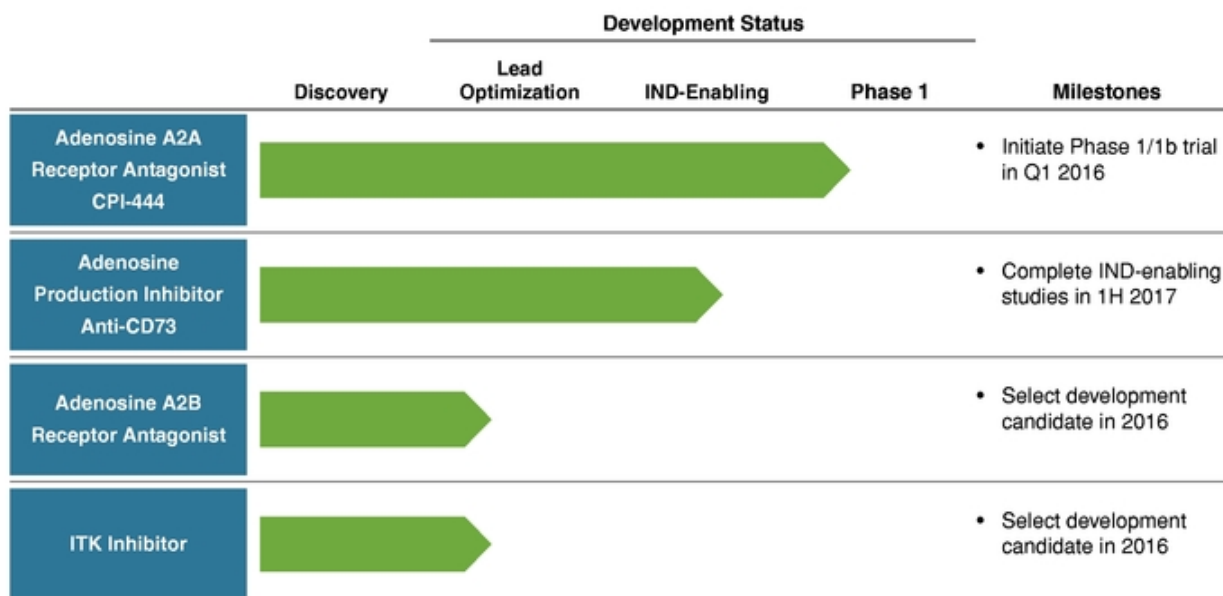 Development Status
Discovery
Lead
Optimization
IND-Enabling
Phase 1
Milestones
Adenosine A2A
Receptor Antagonist
CPI-444
• Initiate Phase 1/1b trial
in Q1 2016
Adenosine
Production Inhibitor
Anti-CD73
• Complete IND-enabling
studies in 1H 2017
Adenosine A2B
Receptor Antagonist
• Select development
candidate in 2016
ITK Inhibitor
• Select development
candidate in 2016